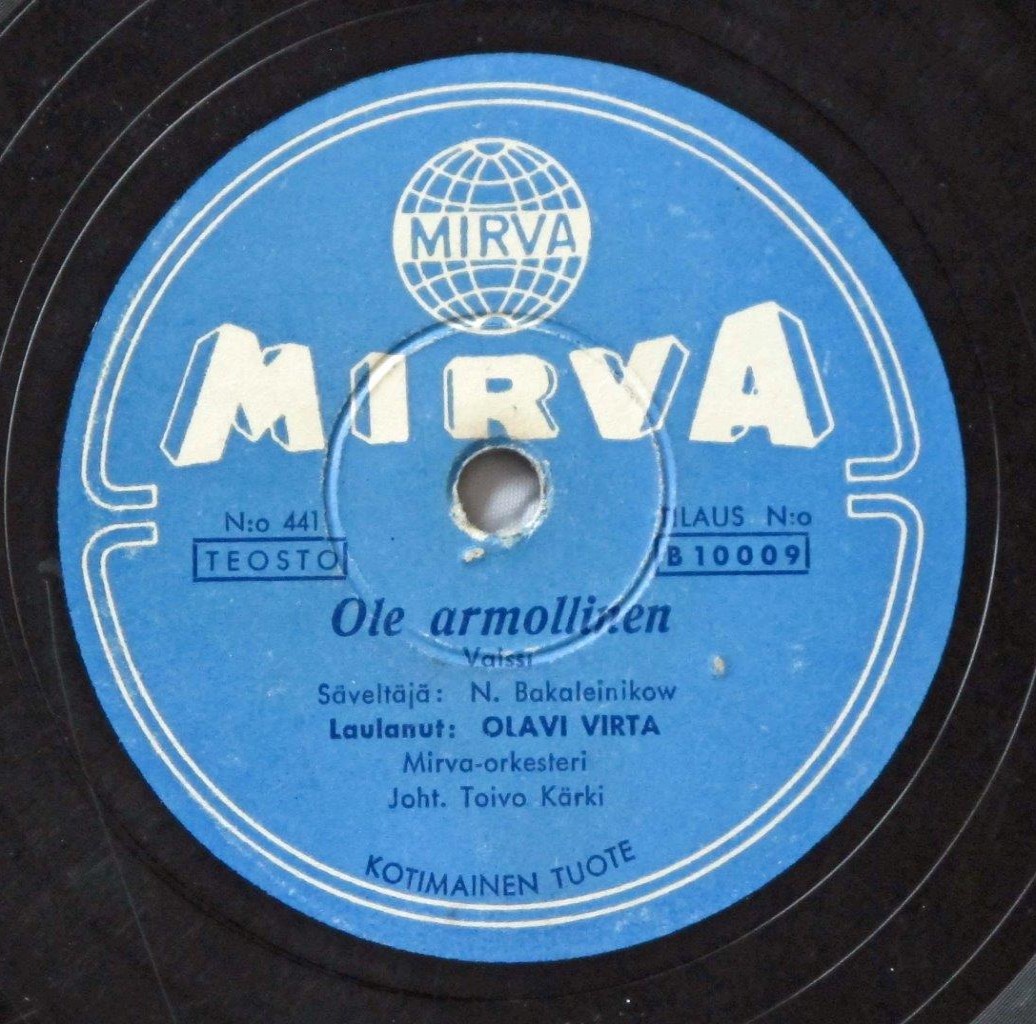 MIRVA
MIRVA
N:o 441 TILAUS N:o
TEOSTO B 10009
Ole armollinen
Valssi
Säveltäjä: N. Bakaleinikow
Laulanut: OLAVI VIRTA
Mirva-orkesteri
Joht. Toivo Kärki
KOTIMAINEN TUOTE